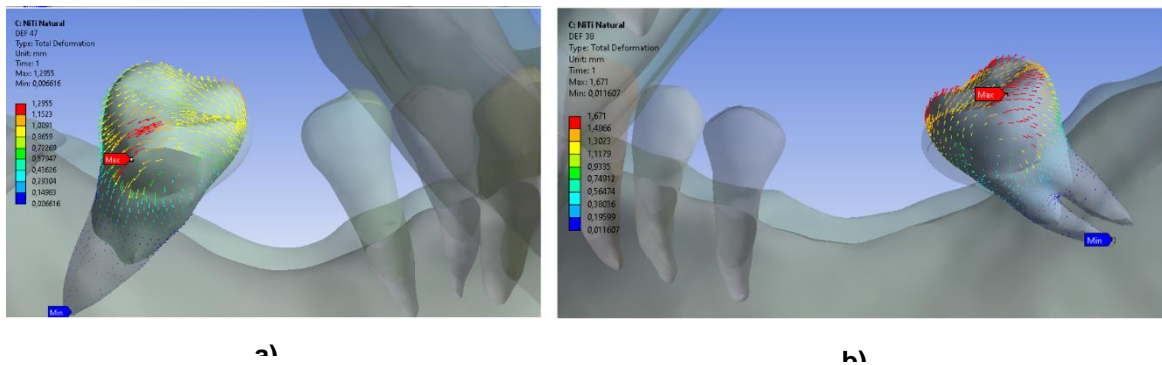 C: NiTi Natural
DEF 47
Type: Total Deformation
Unit: mm
Time: 1
Max: 1,2955
Min: 0,006616
1,2955
1,1523
1,0091
0,8659
0,72269
0,57947
0,43626
0,29304
0,14983
0,006616
Max
Min
a)
C: NiTi Natural
DEF 38
Type: Total Deformation
Unit: mm
Time: 1
Max: 1,671
Min: 0,011607
1,671
1,4866
1,3023
1,1179
0,9335
0,74912
0,56474
0,38036
0,19599
0,011607
Max
Min
b)